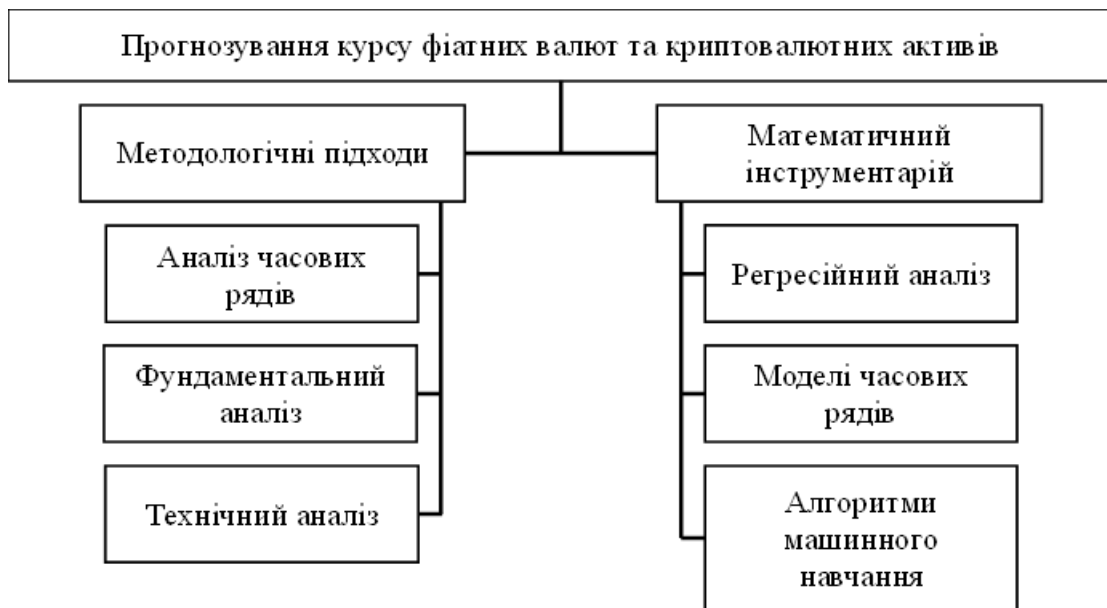 Прогнозування курсу фіатних валют та криптовалютних активів
Методологічні підходи
Математичний
інструментарій
Аналіз часових
рядів
Регресійний аналіз
Фундаментальний
аналіз
Моделі часових
рядів
Технічний аналіз
Алгоритми
машинного
навчання